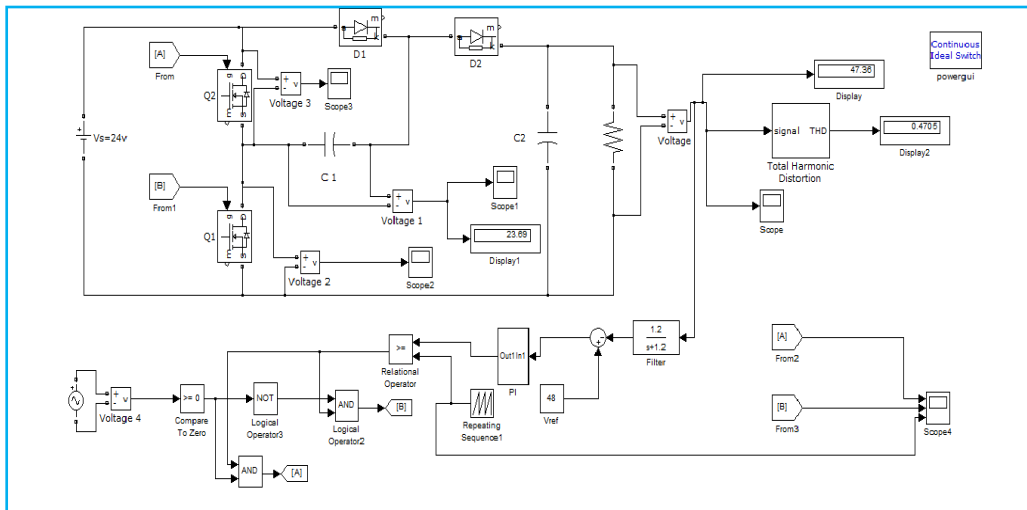 m
D1
m
D2
[A]
From
g
Q2
+
-
v
Voltage 3
Scope3
Continuous
Ideal Switch
powergui
47.36
Display
+
Vs=24v
C 1
C2
+
-
v
Voltage
signal THD
Total Harmonic
Distortion
0.4705
Display2
[B]
From1
g
Q1
+
-
v
Voltage 1
Scope1
23.69
Display1
Scope
+
-
v
Voltage 2
Scope2
>=
Relational
Operator
Out1 In1
PI
-
+
1.2
s+1.2
Filter
[A]
From2
+
+
-
v
Voltage 4
>= 0
Compare
To Zero
NOT
Logical
Operator3
AND
Logical
Operator2
[B]
Repeating
Sequence1
48
Vref
[B]
From3
Scope4
AND
[A]